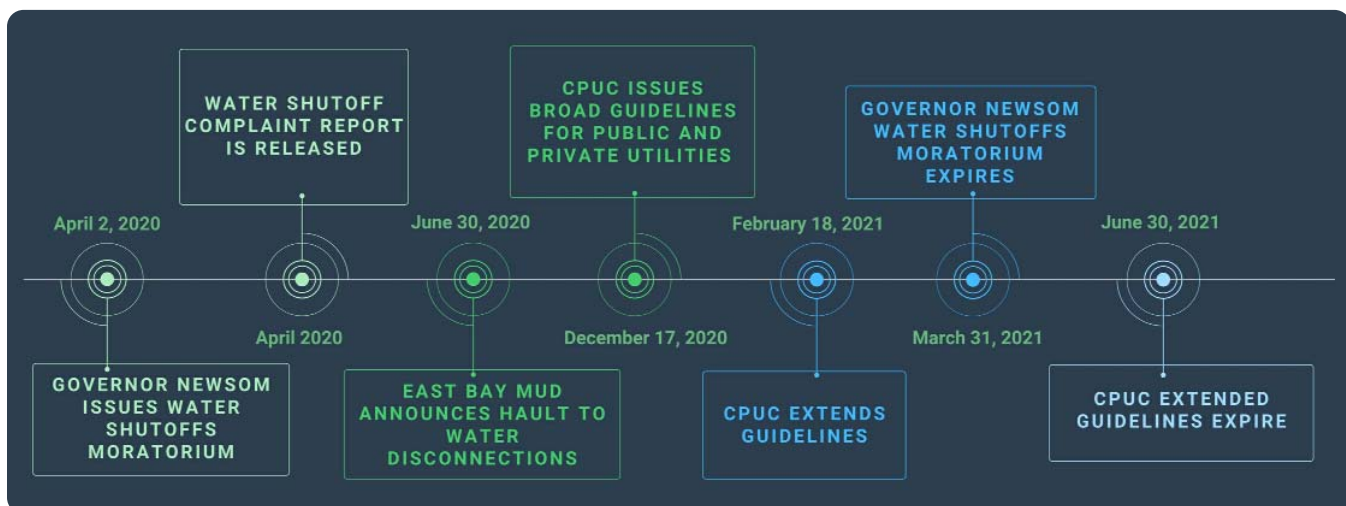 April 2, 2020
GOVERNOR NEWSOM
ISSUES WATER
SHUTOFFS
MORATORIUM
WATER SHUTOFF
COMPLAINT REPORT
IS RELEASED
April 2020
June 30, 2020
EAST BAY MUD
ANNOUNCES HAULT TO
WATER
DISCONNECTIONS
CPUC ISSUES
BROAD GUIDELINES
FOR PUBLIC AND
PRIVATE UTILITIES
December 17, 2020
February 18, 2021
CPUC EXTENDS
GUIDELINES
GOVERNOR NEWSOM
WATER SHUTOFFS
MORATORIUM
EXPIRES
March 31, 2021
June 30, 2021
CPUC EXTENDED
GUIDELINES EXPIRE